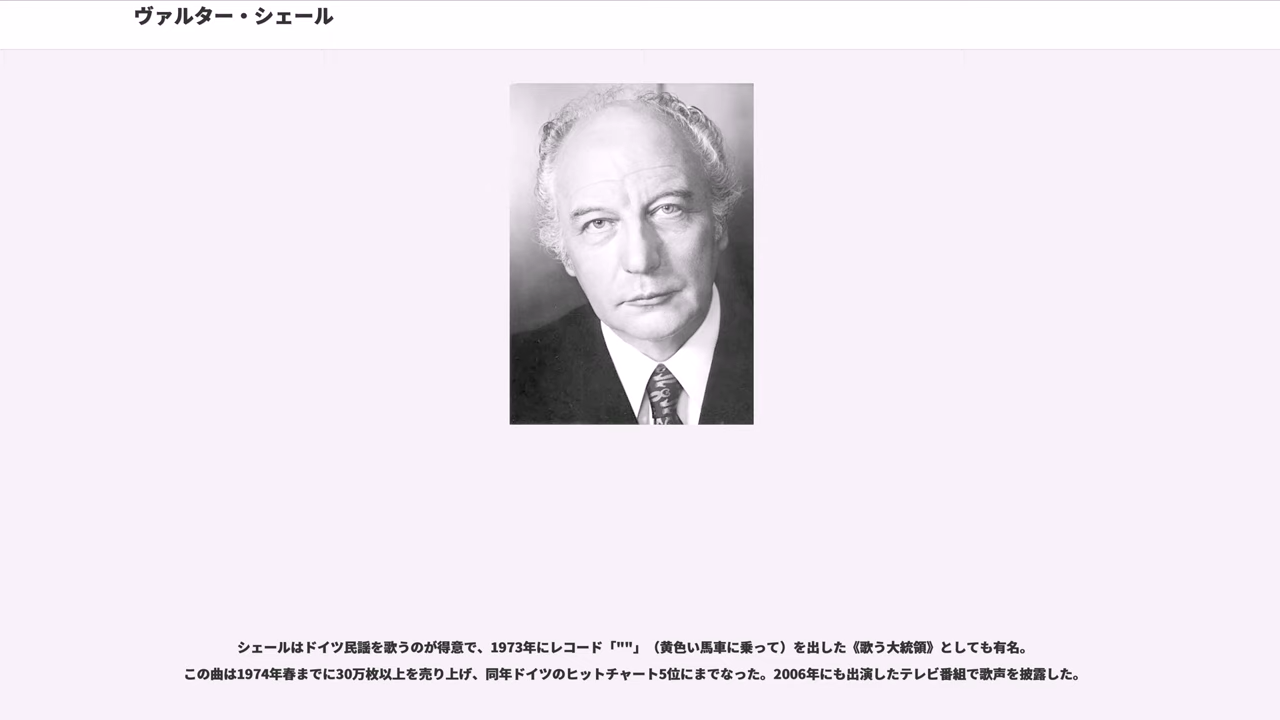 ヴァルター・シェール
シェールはドイツ民謡を歌うのが得意で、1973年にレコード「""」（黄色い馬車に乗って）を出した《歌う大統領》としても有名。
この曲は1974年春までに30万枚以上を売り上げ、同年ドイツのヒットチャート5位にまでなった。2006年にも出演したテレビ番組で歌声を披露した。